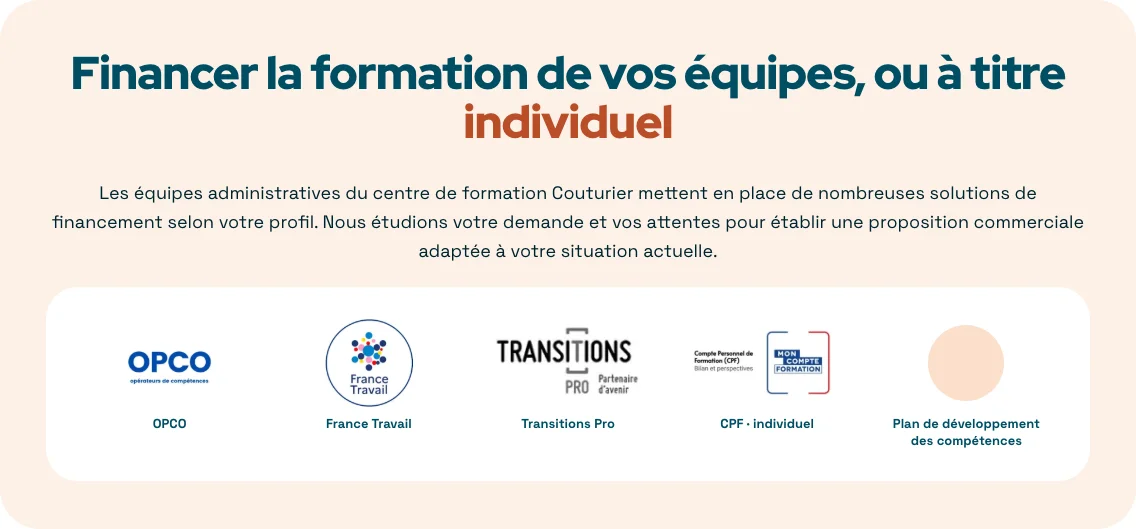 Financer la formation de vos équipes, ou à titre
individuel
Les équipes administratives du centre de formation Couturier mettent en place de nombreuses solutions de
financement selon votre profil. Nous étudions votre demande et vos attentes pour établir une proposition commerciale
adaptée à votre situation actuelle.
OPCO
opérateurs de compétences
OPCO
France
Travail
France Travail
TRANSITIONS
PRO
Partenaire
d'avenir
Transitions Pro
Compte Personnel de
Formation (CPF)
Bilan et perspectives
MON
COMPTE
FORMATION
CPF · individuel
Plan de développement
des compétences